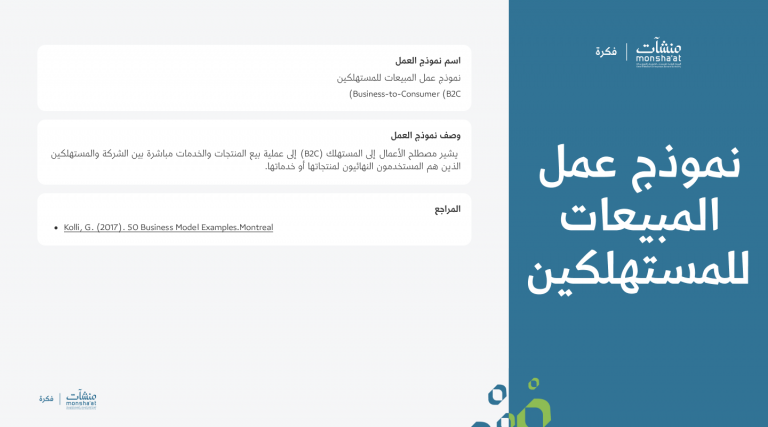 منشآت
monsha'at
فكرة
نموذج عمل
المبيعات
للمستهلكين
اسم نموذج العمل
نموذج عمل المبيعات للمستهلكين
(Business-to-Consumer (B2C
وصف نموذج العمل
يشير مصطلح الأعمال إلى المستهلك (B2C) إلى عملية بيع المنتجات والخدمات مباشرة بين الشركة والمستهلكين
الذين هم المستخدمون النهائيون لمنتجاتها أو خدماتها.
المراجع
• Kolli, G. (2017). 50 Business Model Examples.Montreal
منشآت
monsha'at
فكرة